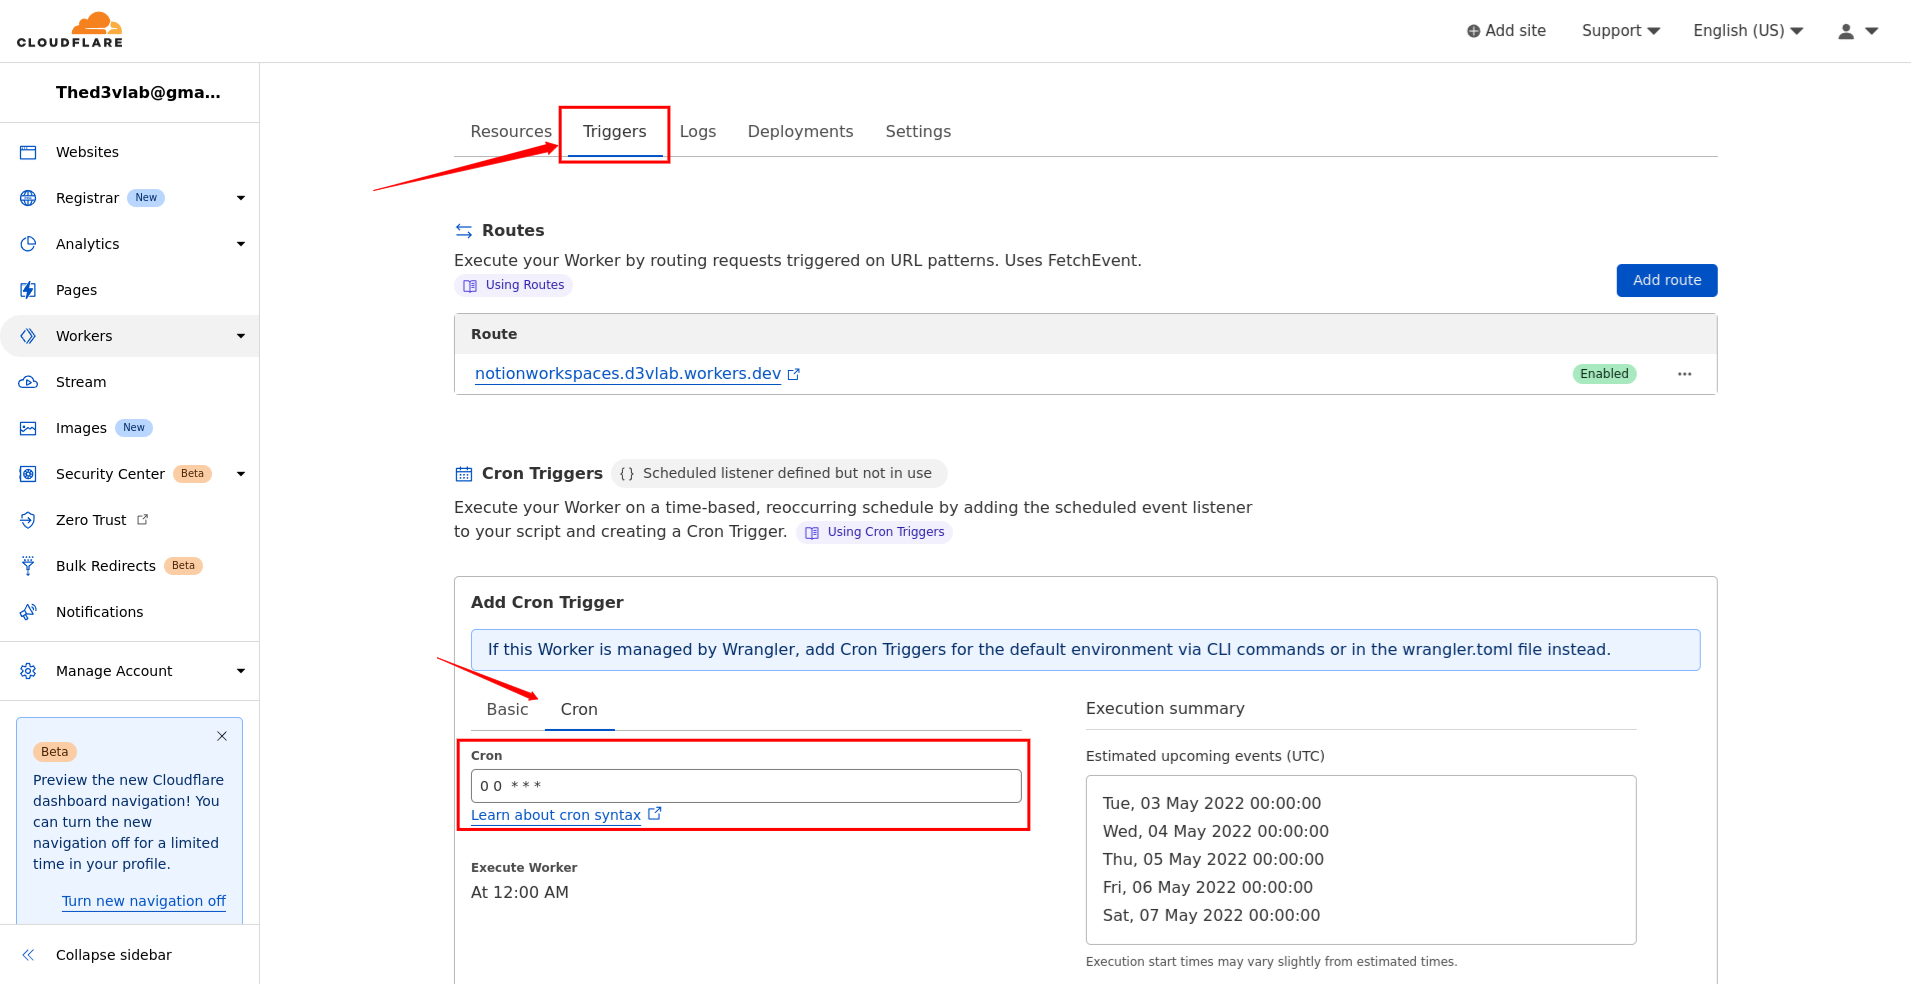 CLOUDFLARE
Add site
Support
English (US)
Thed3vlab@gma...
Websites
Registrar New
Analytics
Pages
Workers
Stream
Images New
Security Center Beta
Zero Trust
Bulk Redirects Beta
Notifications
Manage Account
Beta
Preview the new Cloudflare
dashboard navigation! You
can turn the new
navigation off for a limited
time in your profile.
Turn new navigation off
Collapse sidebar
Resources Triggers Logs Deployments Settings
Routes
Execute your Worker by routing requests triggered on URL patterns. Uses FetchEvent.
Using Routes
Add route
Route
notionworkspaces.d3vlab.workers.dev
Enabled
Cron Triggers {} Scheduled listener defined but not in use
Execute your Worker on a time-based, reoccurring schedule by adding the scheduled event listener
to your script and creating a Cron Trigger. Using Cron Triggers
Add Cron Trigger
If this Worker is managed by Wrangler, add Cron Triggers for the default environment via CLI commands or in the wrangler.toml file instead.
Basic Cron
Cron
0 0 * * *
Learn about cron syntax
Execute Worker
At 12:00 AM
Execution summary
Estimated upcoming events (UTC)
Tue, 03 May 2022 00:00:00
Wed, 04 May 2022 00:00:00
Thu, 05 May 2022 00:00:00
Fri, 06 May 2022 00:00:00
Sat, 07 May 2022 00:00:00
Execution start times may vary slightly from estimated times.